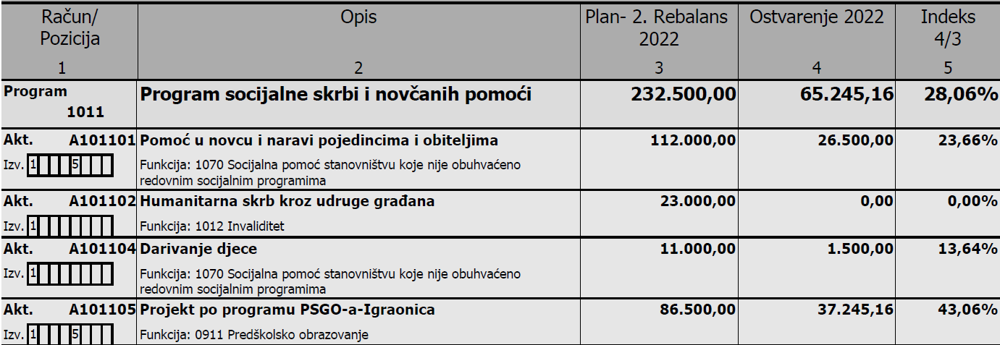 Račun/ Opis Plan- 2. Rebalans Ostvarenje 2022 Indeks
Pozicija 2022 4/3
1 2 3 4 5
Program Program socijalne skrbi i novčanih pomoći 232.500,00 65.245,16 28,06%
1011
Akt. A101101 Pomoć u novcu i naravi pojedincima i obiteljima 112.000,00 26.500,00 23,66%
Izv. 1 5 Funkcija: 1070 Socijalna pomoć stanovništvu koje nije obuhvaćeno
redovnim socijalnim programima
Akt. A101102 Humanitarna skrb kroz udruge građana 23.000,00 0,00 0,00%
Izv. 1 Funkcija: 1012 Invaliditet
Akt. A101104 Darivanje djece 11.000,00 1.500,00 13,64%
Izv. 1 Funkcija: 1070 Socijalna pomoć stanovništvu koje nije obuhvaćeno
redovnim socijalnim programima
Akt. A101105 Projekt po programu PSGO-a-Igraonica 86.500,00 37.245,16 43,06%
Izv. 1 5 Funkcija: 0911 Predškolsko obrazovanje